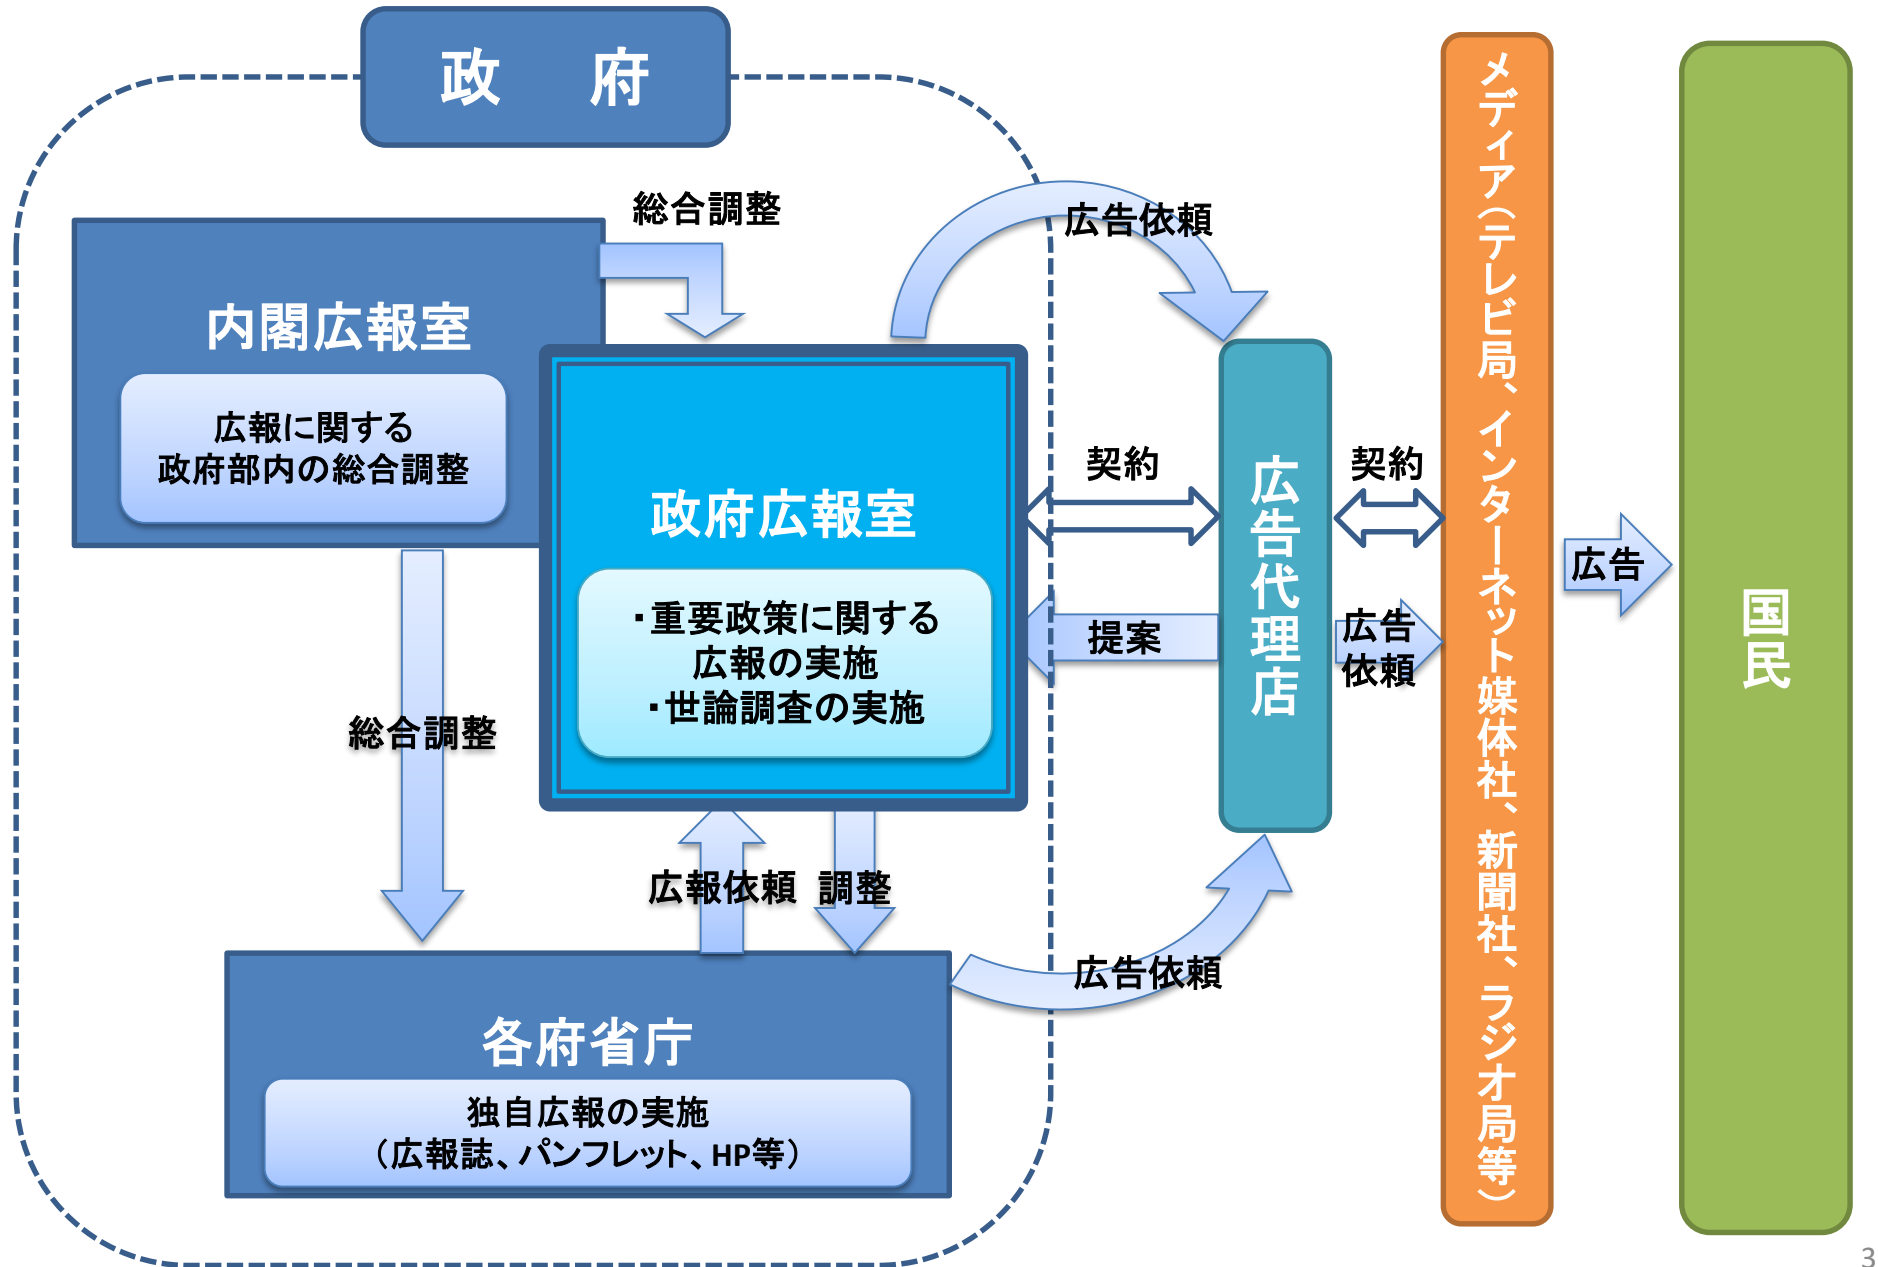 政　府
総合調整
広告依頼
内閣広報室
広報に関する
政府部内の総合調整
政府広報室
・重要政策に関する
広報の実施
・世論調査の実施
契約
契約
提案
広告
依頼
広告代理店
メディア（テレビ局、インターネット媒体社、新聞社、ラジオ局等）
広告
国民
総合調整
広報依頼
調整
広告依頼
各府省庁
独自広報の実施
（広報誌、パンフレット、HP等）
3